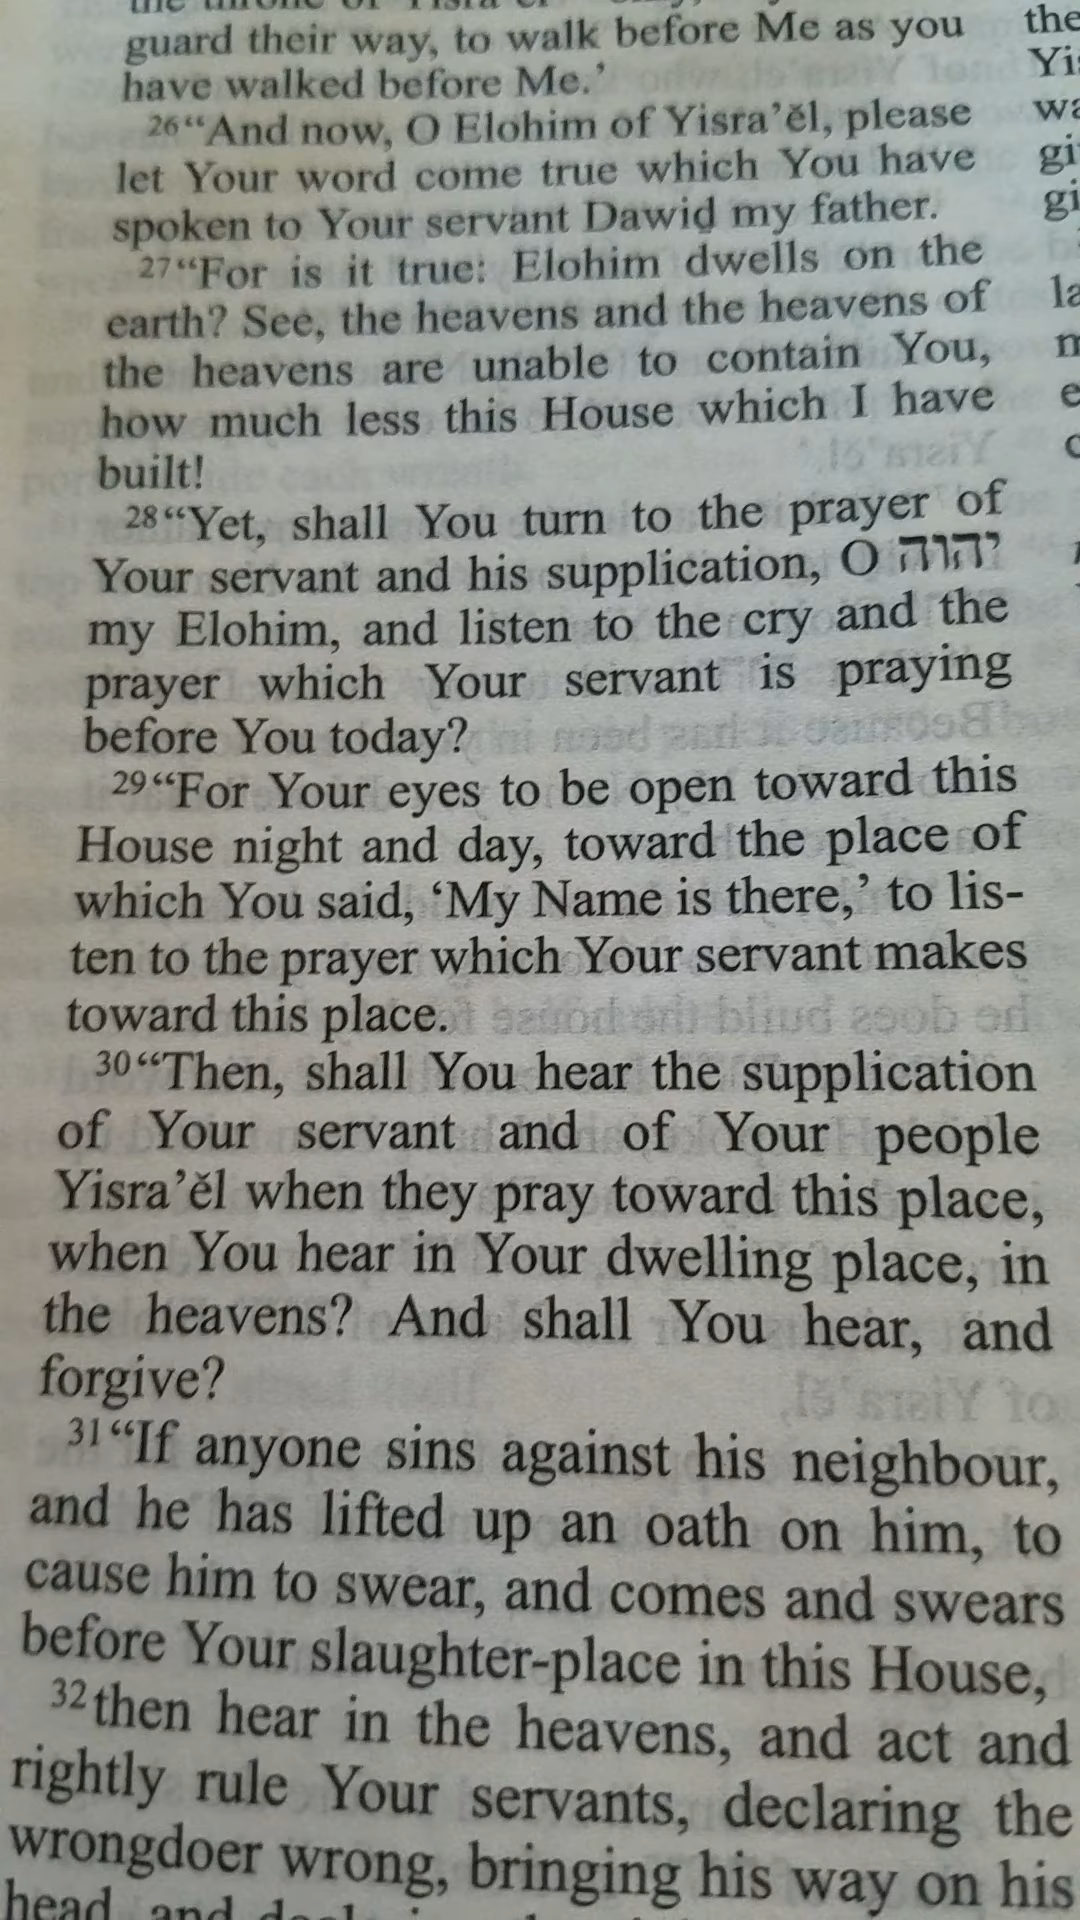 guard their way, to walk before Me as you
have walked before Me.’
26“And now, O Elohim of Yisra’ĕl, please
let Your word come true which You have
spoken to Your servant Dawiḏ my father.
27“For is it true: Elohim dwells on the
earth? See, the heavens and the heavens of
the heavens are unable to contain You,
how much less this House which I have
built!
28“Yet, shall You turn to the prayer of
Your servant and his supplication, O יהוה
my Elohim, and listen to the cry and the
prayer which Your servant is praying
before You today?
29“For Your eyes to be open toward this
House night and day, toward the place of
which You said, ‘My Name is there,’ to lis-
ten to the prayer which Your servant makes
toward this place.
30“Then, shall You hear the supplication
of Your servant and of Your people
Yisra’ĕl when they pray toward this place,
when You hear in Your dwelling place, in
the heavens? And shall You hear, and
forgive?
31“If anyone sins against his neighbour,
and he has lifted up an oath on him, to
cause him to swear, and comes and swears
before Your slaughter-place in this House,
32then hear in the heavens, and act and
rightly rule Your servants, declaring the
wrongdoer wrong, bringing his way on his
head, and
the